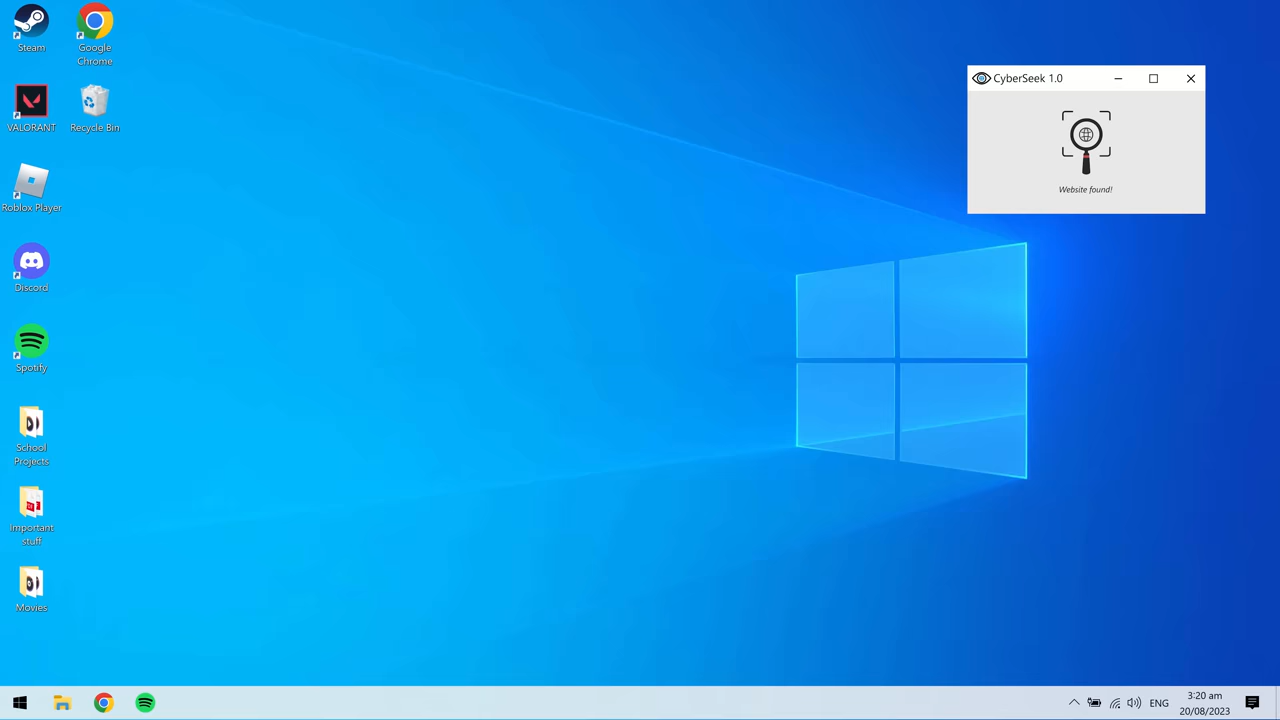 Steam
Google
Chrome
VALORANT
Recycle Bin
Roblox Player
Discord
Spotify
School
Projects
Important
stuff
Movies
CyberSeek 1.0
Website found!
ENG
3:20 am
20/08/2023